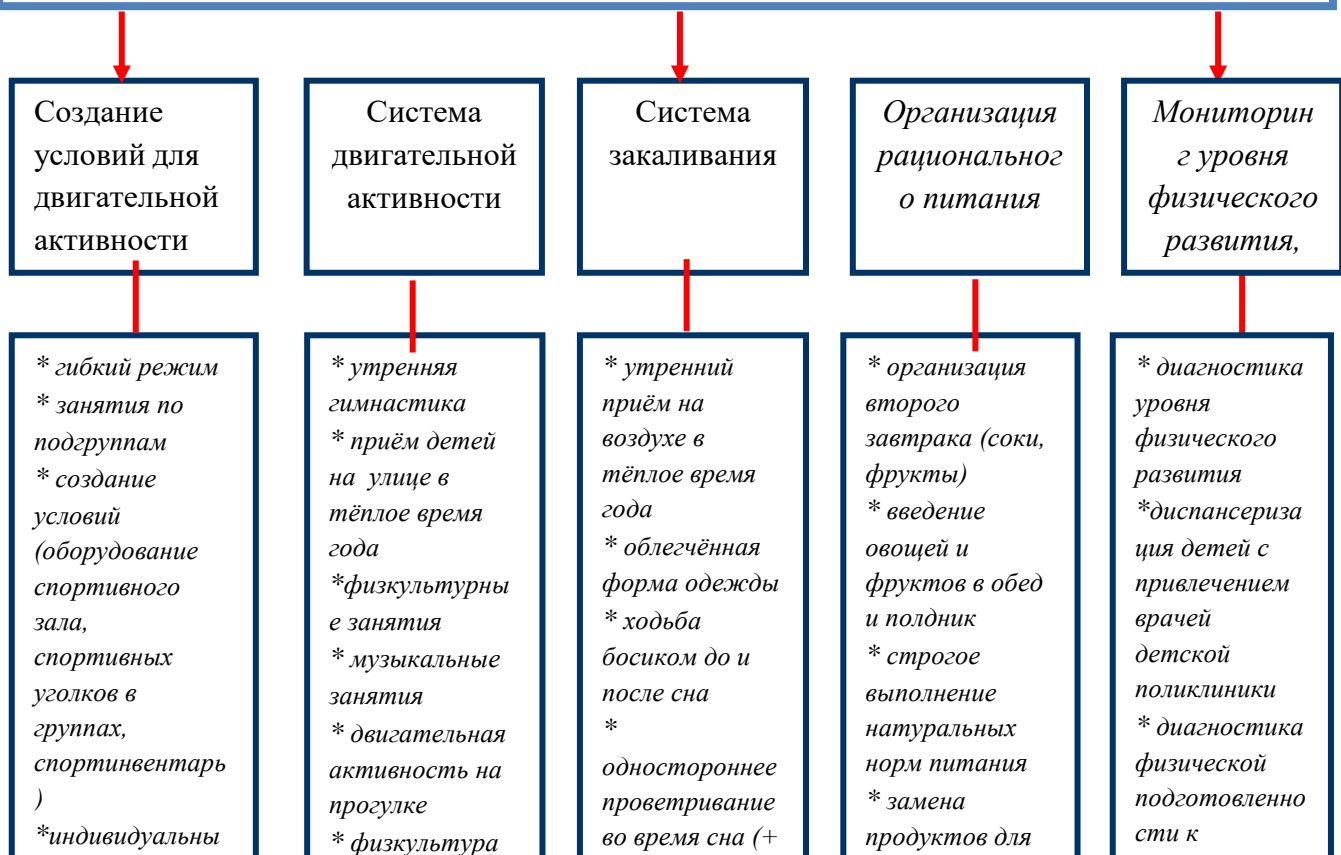 Создание
условий для
двигательной
активности
Система
двигательной
активности
Система
закаливания
Организация
рациональног
о питания
Мониторин
г уровня
физического
развития,
* гибкий режим
* занятия по
подгруппам
* создание
условий
(оборудование
спортивного
зала,
спортивных
уголков в
группах,
спортинвентарь
)
*индивидуальны
* утренняя
гимнастика
* приём детей
на улице в
тёплое время
года
*физкультурны
е занятия
* музыкальные
занятия
* двигательная
активность на
прогулке
* физкультура
* утренний
приём на
воздухе в
тёплое время
года
* облегчённая
форма одежды
* ходьба
босиком до и
после сна
*
одностороннее
проветривание
во время сна (+
* организация
второго
завтрака (соки,
фрукты)
* введение
овощей и
фруктов в обед
и полдник
* строгое
выполнение
натуральных
норм питания
* замена
продуктов для
* диагностика
уровня
физического
развития
*диспансериза
ция детей с
привлечением
врачей
детской
поликлиники
* диагностика
физической
подготовленно
сти к